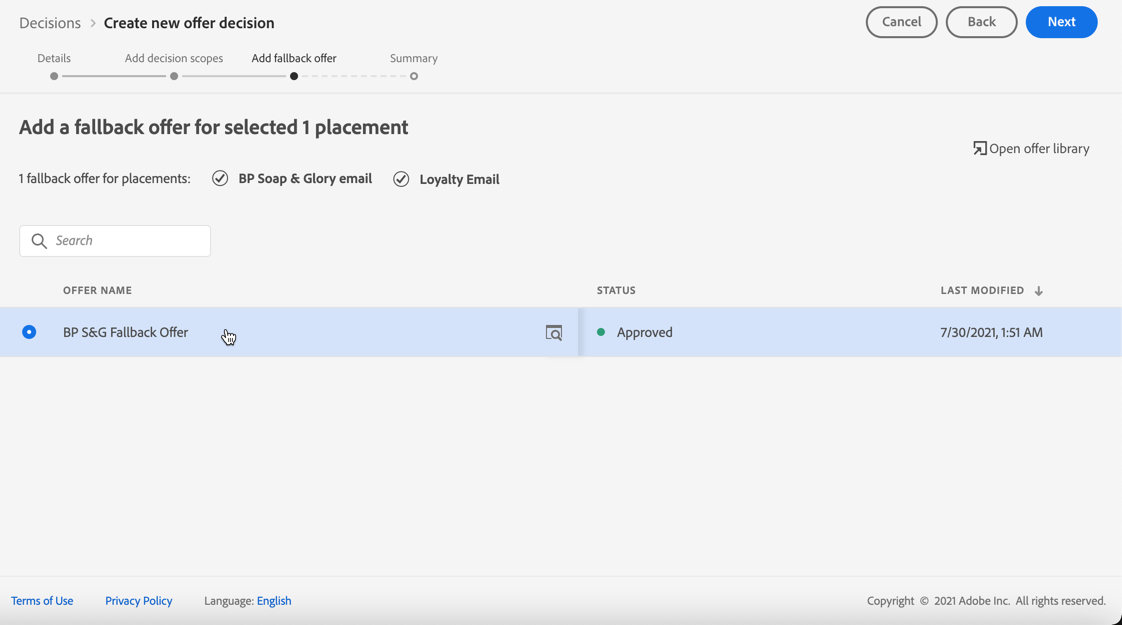 Decisions > Create new offer decision
Cancel
Back
Next
Details
Add decision scopes
Add fallback offer
Summary
Add a fallback offer for selected 1 placement
Open offer library
1 fallback offer for placements: BP Soap & Glory email Loyalty Email
Search
OFFER NAME STATUS LAST MODIFIED ↓
BP S&G Fallback Offer Approved 7/30/2021, 1:51 AM
Terms of Use Privacy Policy Language: English Copyright © 2021 Adobe Inc. All rights reserved.